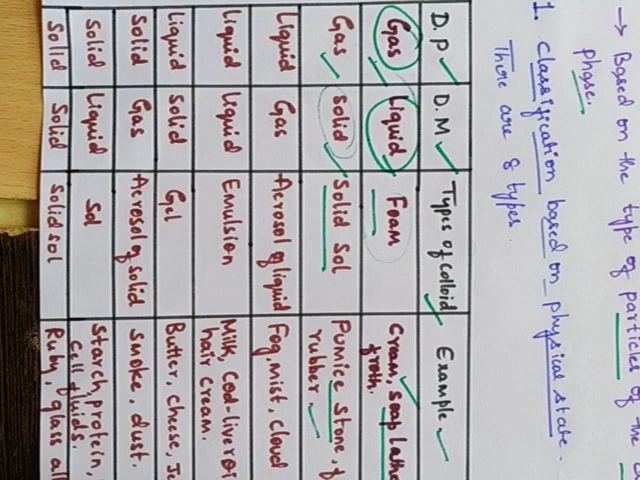 → Based on the type of particles of the
phase.
1. Classification based on physical state.
There are 8 types.
D.P D.M Types of colloid Example
Gas Liquid Foam Cream, soap lathe
froth.
Gas Solid Solid Sol Pumice Stone, f
rubber
Liquid Gas Aerosol of liquid Fog, mist, cloud
Liquid Liquid Emulsion Milk, Cod-liver oi
hair cream.
Liquid Solid Gel Butter, cheese, Je
Solid Gas Aerosol of solid Smoke, dust.
Solid Liquid Sol Starch, protein,
cell fluids.
Solid Solid Solid sol Ruby, glass all